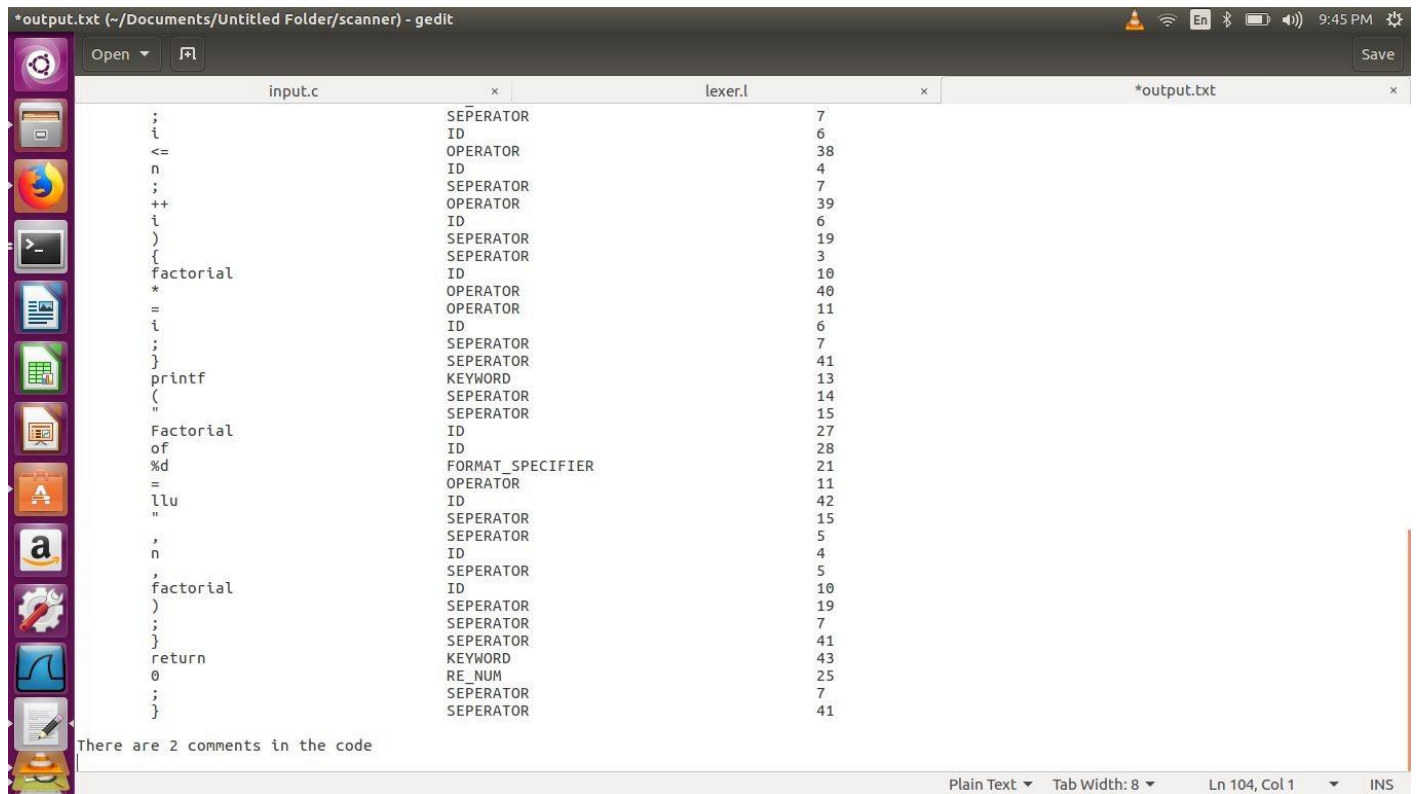 *output.txt (~/Documents/Untitled Folder/scanner) - gedit En 9:45 PM
Open Save
input.c × lexer.l × *output.txt ×
; SEPERATOR 7
i ID 6
<= OPERATOR 38
n ID 4
; SEPERATOR 7
++ OPERATOR 39
i ID 6
) SEPERATOR 19
{ SEPERATOR 3
factorial ID 10
* OPERATOR 40
= OPERATOR 11
i ID 6
; SEPERATOR 7
} SEPERATOR 41
printf KEYWORD 13
( SEPERATOR 14
" SEPERATOR 15
Factorial ID 27
of ID 28
%d FORMAT_SPECIFIER 21
= OPERATOR 11
llu ID 42
" SEPERATOR 15
, SEPERATOR 5
n ID 4
, SEPERATOR 5
factorial ID 10
) SEPERATOR 19
; SEPERATOR 7
} SEPERATOR 41
return KEYWORD 43
0 RE_NUM 25
; SEPERATOR 7
} SEPERATOR 41
There are 2 comments in the code
Plain Text Tab Width: 8 Ln 104, Col 1 INS